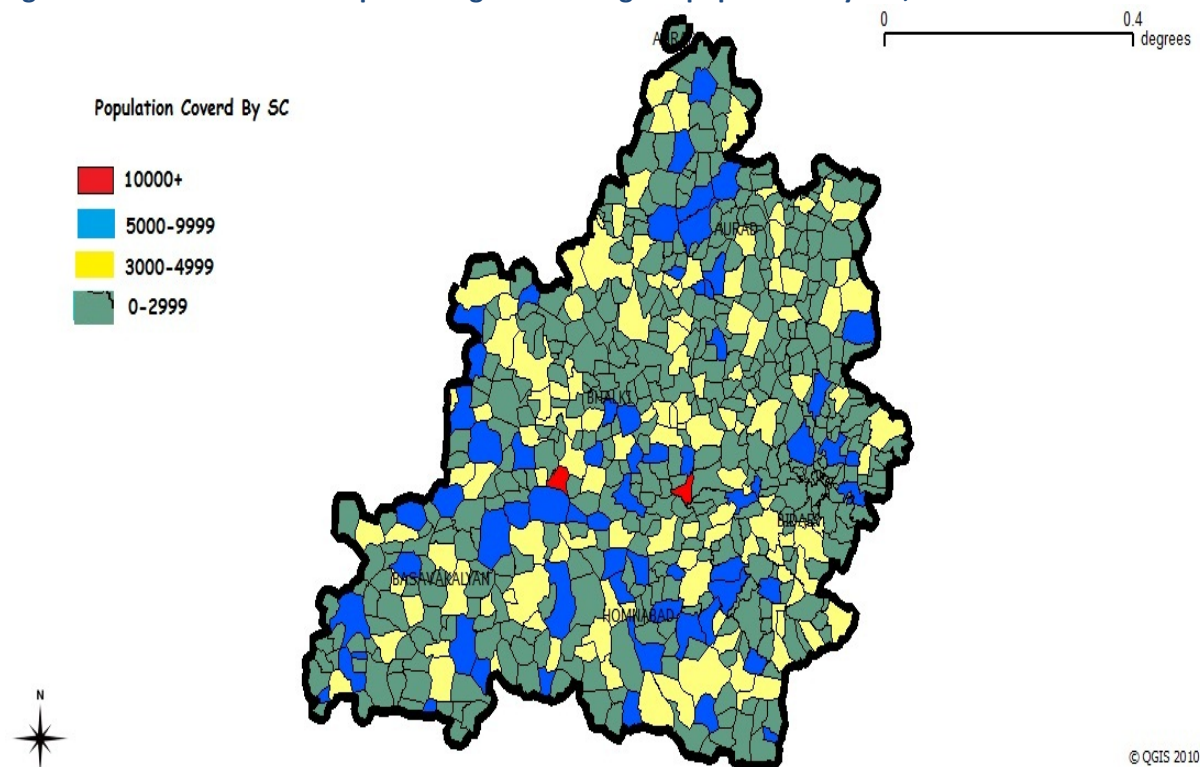 0 0.4
degrees
Population Coverd By SC
10000+
5000-9999
3000-4999
0-2999
AURAD
BHALKI
BIDAR
BASAVAKALYAN
HOMNABAD
N
© QGIS 2010